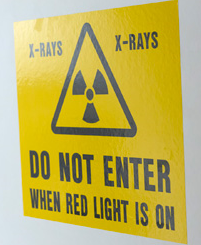 X-RAYS X-RAYS
DO NOT ENTER
WHEN RED LIGHT IS ON